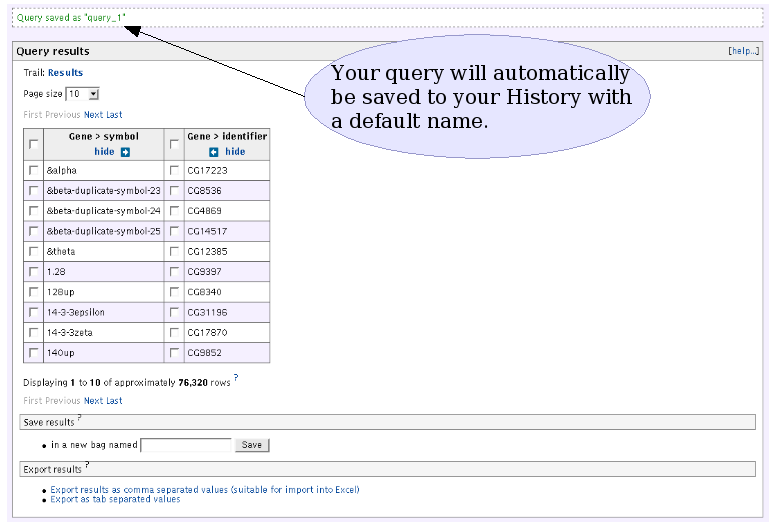 Query saved as "query_1"
Query results
[help...]
Your query will automatically
be saved to your History with
a default name.
Trail: Results
Page size 10
First Previous Next Last
Gene > symbol Gene > identifier
hide hide
&alpha CG17223
&beta-duplicate-symbol-23 CG8536
&beta-duplicate-symbol-24 CG4869
&beta-duplicate-symbol-25 CG14517
&theta CG12385
1.28 CG9397
128up CG8340
14-3-3epsilon CG31196
14-3-3zeta CG17870
140up CG9852
Displaying 1 to 10 of approximately 76,320 rows ?
First Previous Next Last
Save results ?
in a new bag named Save
Export results ?
Export results as comma separated values (suitable for import into Excel)
Export as tab separated values